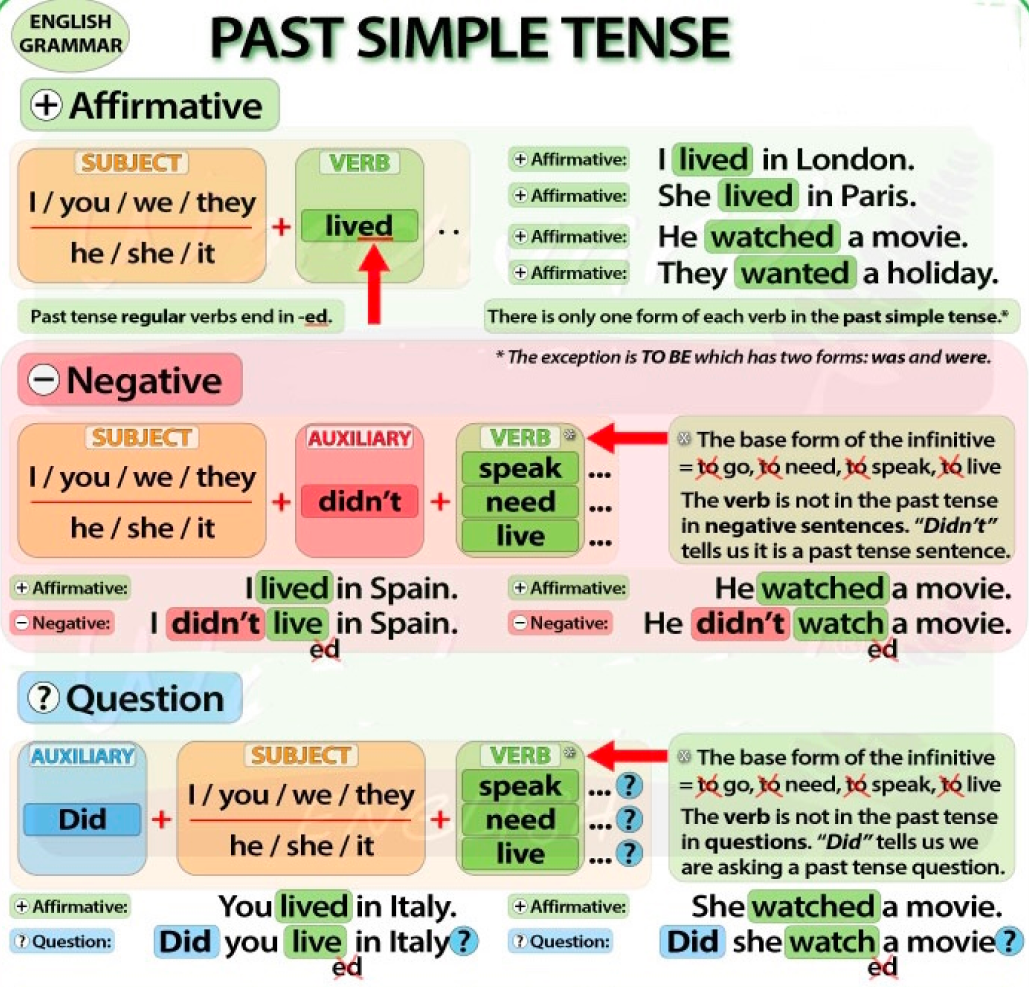 ENGLISH
GRAMMAR
PAST SIMPLE TENSE
+ Affirmative
SUBJECT
I / you / we / they
he / she / it
+
VERB
lived
..
+ Affirmative: I lived in London.
+ Affirmative: She lived in Paris.
+ Affirmative: He watched a movie.
+ Affirmative: They wanted a holiday.
Past tense regular verbs end in -ed.
There is only one form of each verb in the past simple tense.*
* The exception is TO BE which has two forms: was and were.
− Negative
SUBJECT
I / you / we / they
he / she / it
+
AUXILIARY
didn't
+
VERB *
speak ...
need ...
live ...
* The base form of the infinitive
= to go, to need, to speak, to live
The verb is not in the past tense
in negative sentences. "Didn't"
tells us it is a past tense sentence.
+ Affirmative: I lived in Spain.
− Negative: I didn't live in Spain.
ed
+ Affirmative: He watched a movie.
− Negative: He didn't watch a movie.
ed
? Question
AUXILIARY
Did
+
SUBJECT
I / you / we / they
he / she / it
+
VERB *
speak ... ?
need ... ?
live ... ?
* The base form of the infinitive
= to go, to need, to speak, to live
The verb is not in the past tense
in questions. "Did" tells us we
are asking a past tense question.
+ Affirmative: You lived in Italy.
? Question: Did you live in Italy?
ed
+ Affirmative: She watched a movie.
? Question: Did she watch a movie?
ed